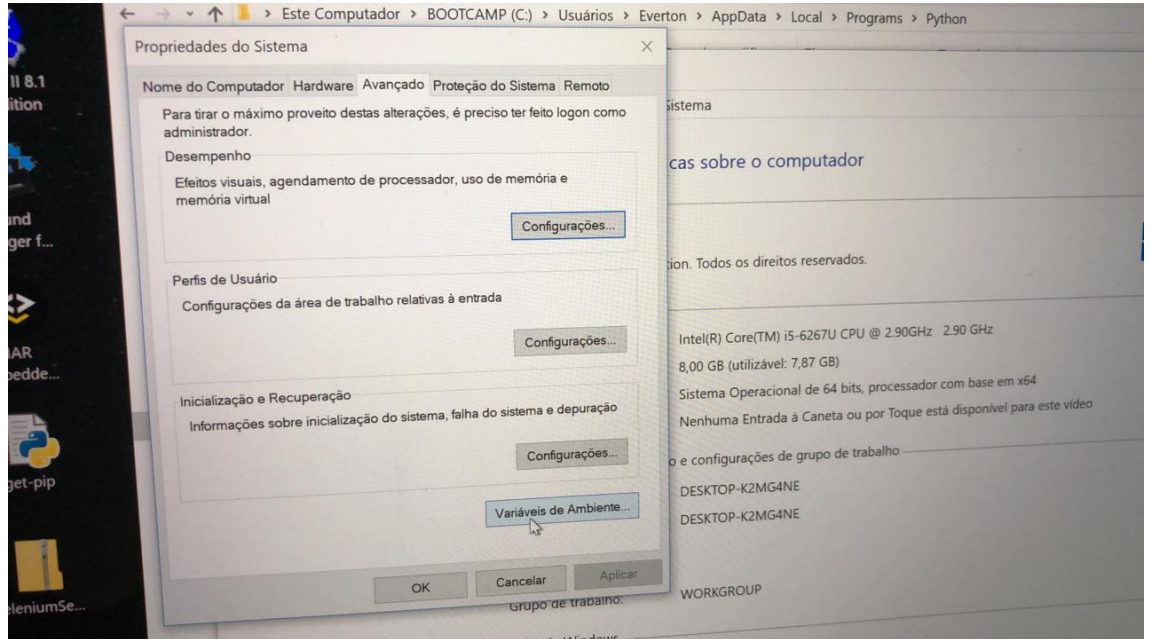 Este Computador > BOOTCAMP (C:) > Usuários > Everton > AppData > Local > Programs > Python
Propriedades do Sistema
Nome do Computador Hardware Avançado Proteção do Sistema Remoto
Para tirar o máximo proveito destas alterações, é preciso ter feito logon como
administrador.
Desempenho
Efeitos visuais, agendamento de processador, uso de memória e
memória virtual
Configurações...
Perfis de Usuário
Configurações da área de trabalho relativas à entrada
Configurações...
Inicialização e Recuperação
Informações sobre inicialização do sistema, falha do sistema e depuração
Configurações...
Variáveis de Ambiente...
OK
Cancelar
Aplicar
istema
cas sobre o computador
ion. Todos os direitos reservados.
Intel(R) Core(TM) i5-6267U CPU @ 2.90GHz 2.90 GHz
8,00 GB (utilizável: 7,87 GB)
Sistema Operacional de 64 bits, processador com base em x64
Nenhuma Entrada à Caneta ou por Toque está disponível para este vídeo
o e configurações de grupo de trabalho
DESKTOP-K2MG4NE
DESKTOP-K2MG4NE
Grupo de trabalho:
WORKGROUP
II 8.1
ition
and
ger f...
IAR
bedde...
get-pip
eleniumSe...